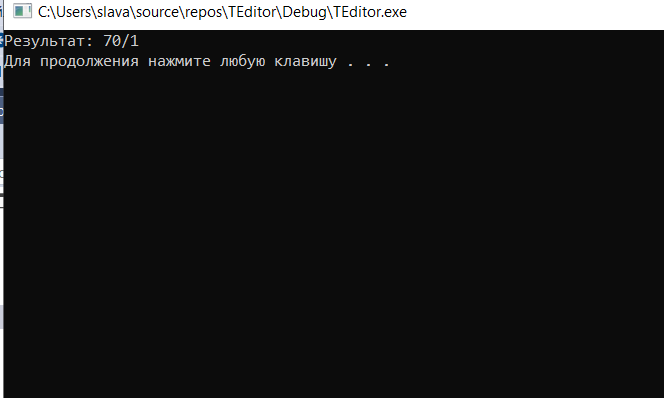 C:\Users\slava\source\repos\TEditor\Debug\TEditor.exe
Результат: 70/1
Для продолжения нажмите любую клавишу . . .